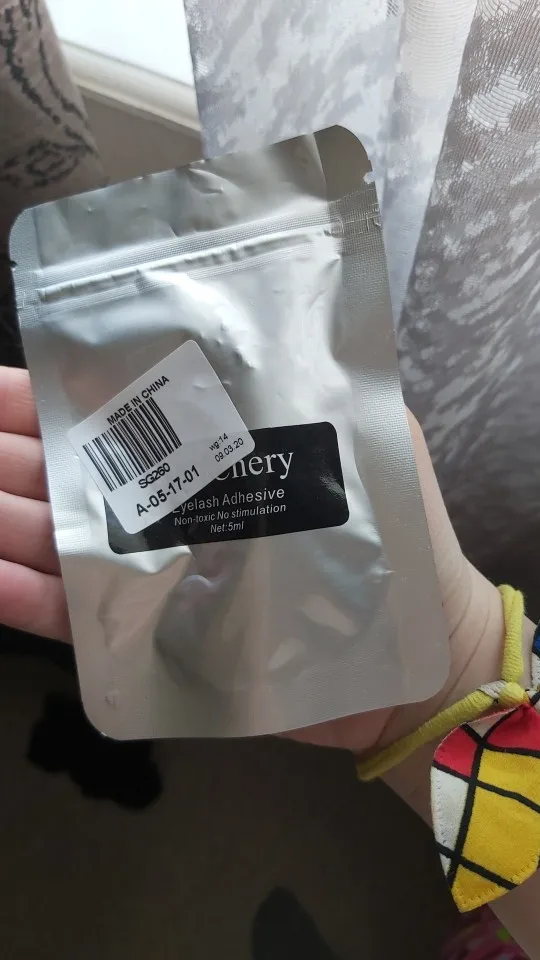 MADE IN CHINA
SG260
A-05-17-01
wg.14
09.03.20
Eyelash Adhesive
Non-toxic No stimulation
Net:5ml